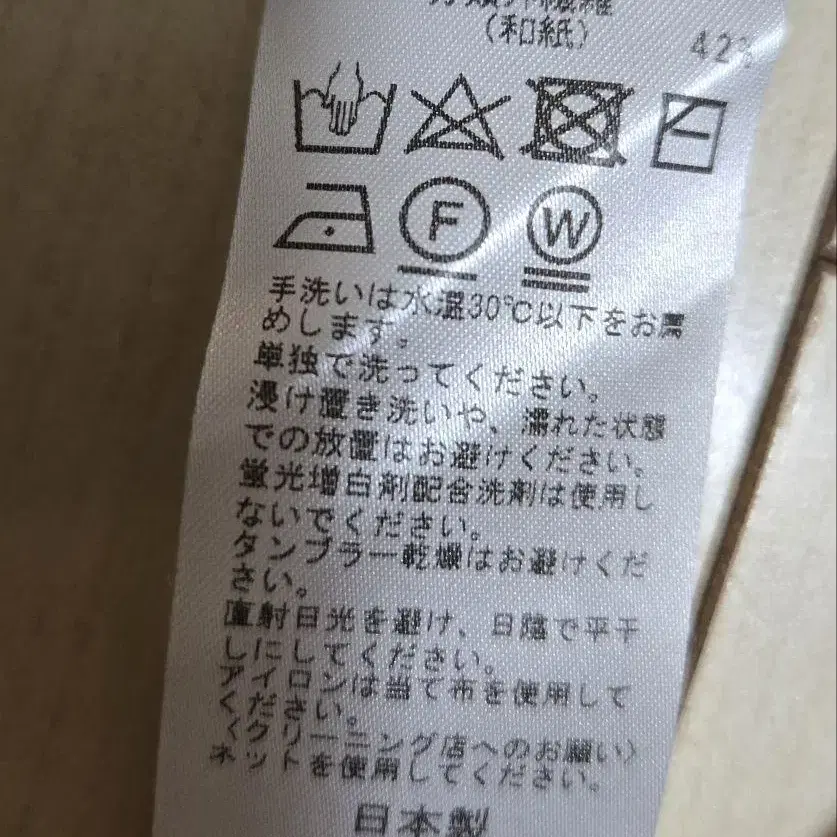 (和紙)
42%
F
W
手洗いは水温30℃以下をお薦
めします。
単独で洗ってください。
浸け置き洗いや、濡れた状態
での放置はお避けください。
蛍光増白剤配合洗剤は使用し
ないでください。
タンブラー乾燥はお避けくだ
さい。
直射日光を避け、日陰で平干
しにしてください。
アイロンは当て布を使用して
ください。
〈クリーニング店へのお願い〉
ネットを使用してください。
日本製